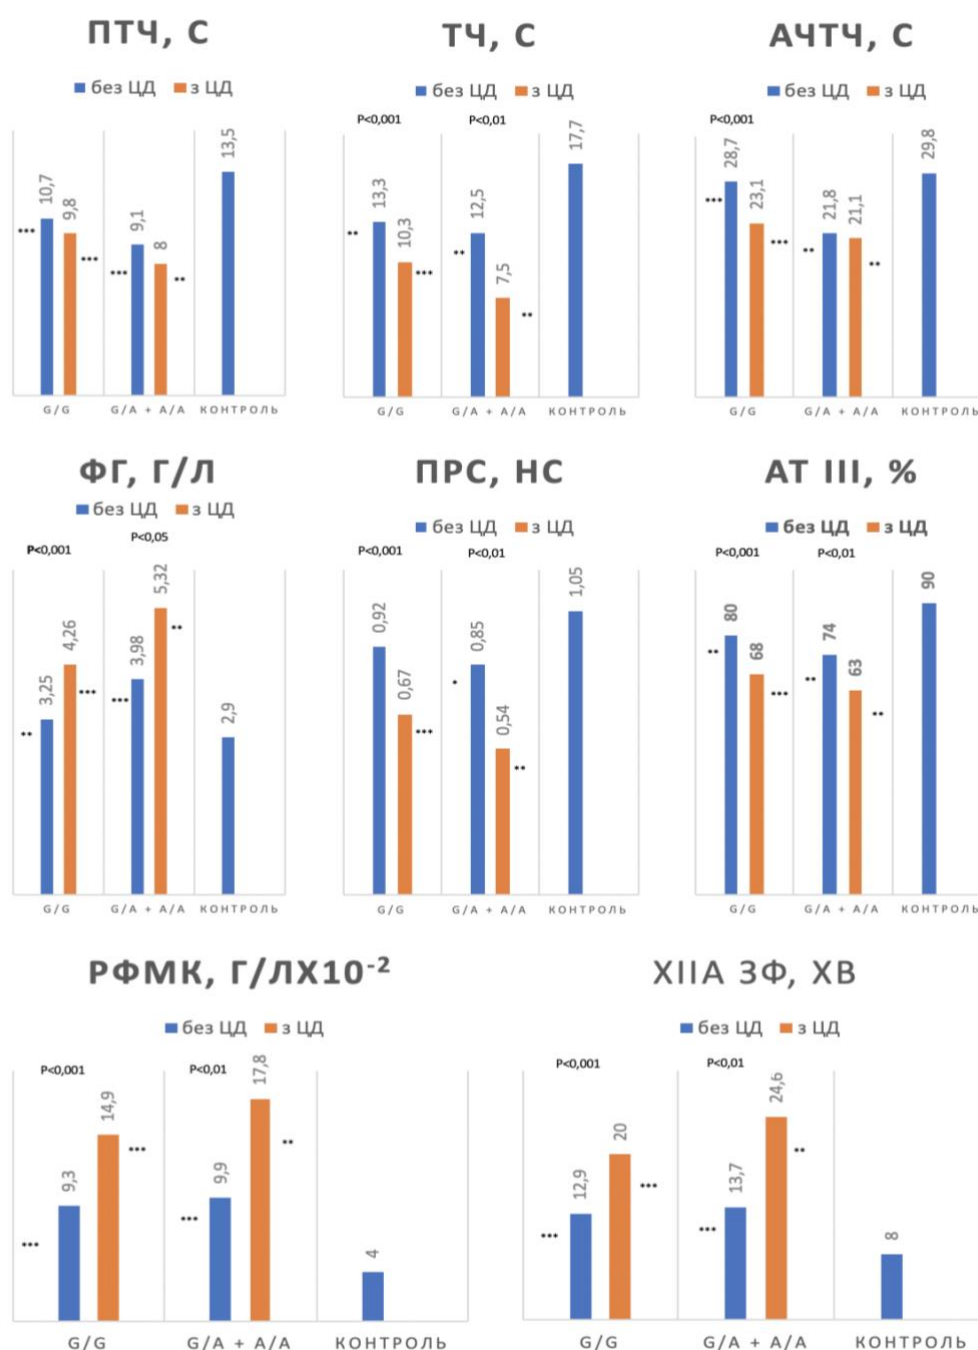 ПТЧ, С
без ЦД з ЦД
10,7
9,8
9,1
8
13,5
***
***
***
**
G/G G/A + A/A КОНТРОЛЬ
ТЧ, С
без ЦД з ЦД
P<0,001 P<0,01
13,3
10,3
12,5
7,5
17,7
**
***
**
**
G/G G/A + A/A КОНТРОЛЬ
АЧТЧ, С
без ЦД з ЦД
P<0,001
28,7
23,1
21,8
21,1
29,8
***
***
**
**
G/G G/A + A/A КОНТРОЛЬ
ФГ, Г/Л
без ЦД з ЦД
P<0,001 P<0,05
3,25
4,26
3,98
5,32
2,9
**
***
***
**
G/G G/A + A/A КОНТРОЛЬ
ПРС, НС
без ЦД з ЦД
P<0,001 P<0,01
0,92
0,67
0,85
0,54
1,05
***
*
**
G/G G/A + A/A КОНТРОЛЬ
АТ III, %
без ЦД з ЦД
P<0,001 P<0,01
80
68
74
63
90
**
***
**
**
G/G G/A + A/A КОНТРОЛЬ
РФМК, Г/ЛХ10⁻²
без ЦД з ЦД
P<0,001 P<0,01
9,3
14,9
9,9
17,8
4
***
***
***
**
G/G G/A + A/A КОНТРОЛЬ
ХІІА ЗФ, ХВ
без ЦД з ЦД
P<0,001 P<0,01
12,9
20
13,7
24,6
8
***
***
***
**
G/G G/A + A/A КОНТРОЛЬ